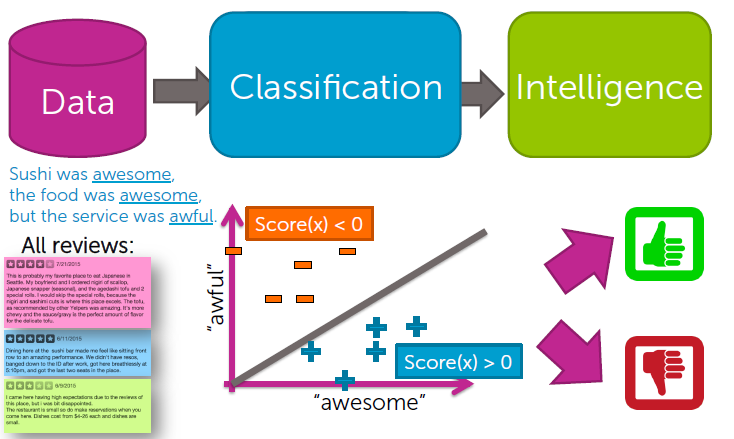 Data
Classification
Intelligence
Sushi was awesome,
the food was awesome,
but the service was awful.
All reviews:
7/21/2015
This is probably my favorite place to eat Japanese in
Seattle. My boyfriend and I ordered nigiri of scallop,
Japanese snapper (seasonal), and the agedashi tofu and 2
special rolls. I would skip the special rolls, because the
nigiri and sashimi cuts is where this place excels. The tofu,
as recommended by other Yelpers was amazing. It's more
chewy and the sauce/gravy is the perfect amount of flavor
for the delicate tofu.
6/11/2015
Dining here at the sushi bar made me feel like sitting front
row to an amazing performance. We didn't have resos,
banged down to the ID after work, got here breathlessly at
5:10pm, and got the last two seats in the place.
8/9/2015
I came here having high expectations due to the reviews of
this place, but I was bit disappointed.
The restaurant is small so do make reservations when you
come here. Dishes cost from $4-26 each and dishes are
small.
Score(x) < 0
"awful"
Score(x) > 0
"awesome"